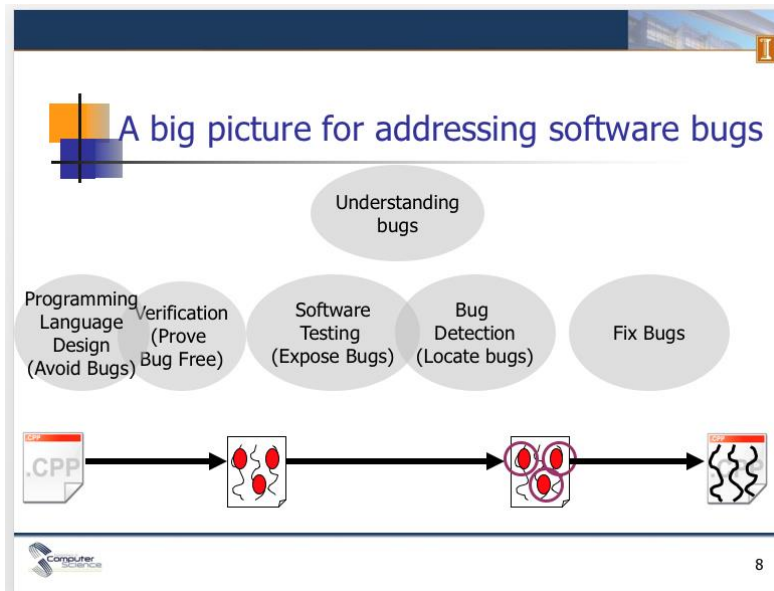 I
A big picture for addressing software bugs
Understanding
bugs
Programming
Language
Design
(Avoid Bugs)
Verification
(Prove
Bug Free)
Software
Testing
(Expose Bugs)
Bug
Detection
(Locate bugs)
Fix Bugs
.CPP
.CPP
Computer
Science
8